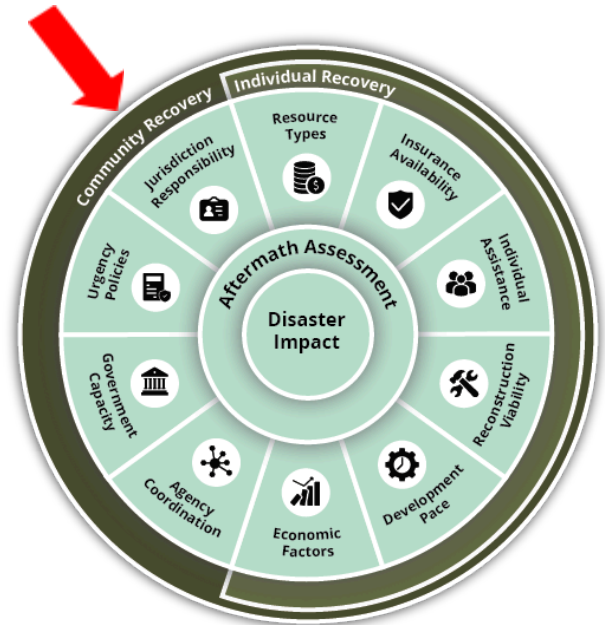 Community Recovery
Individual Recovery
Resource
Types
Insurance
Availability
Individual
Assistance
Reconstruction
Viability
Development
Pace
Economic
Factors
Agency
Coordination
Government
Capacity
Urgency
Policies
Jurisdiction
Responsibility
Aftermath Assessment
Disaster
Impact
$